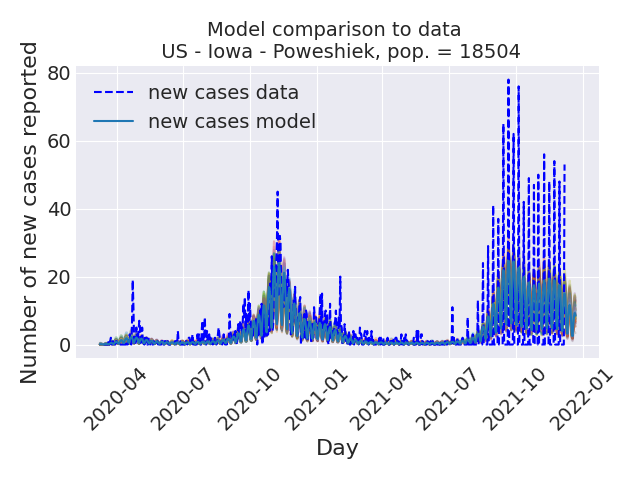 Model comparison to data
US - Iowa - Poweshiek, pop. = 18504
new cases data
new cases model
Number of new cases reported
80
60
40
20
0
2020-04
2020-07
2020-10
2021-01
2021-04
2021-07
2021-10
2022-01
Day